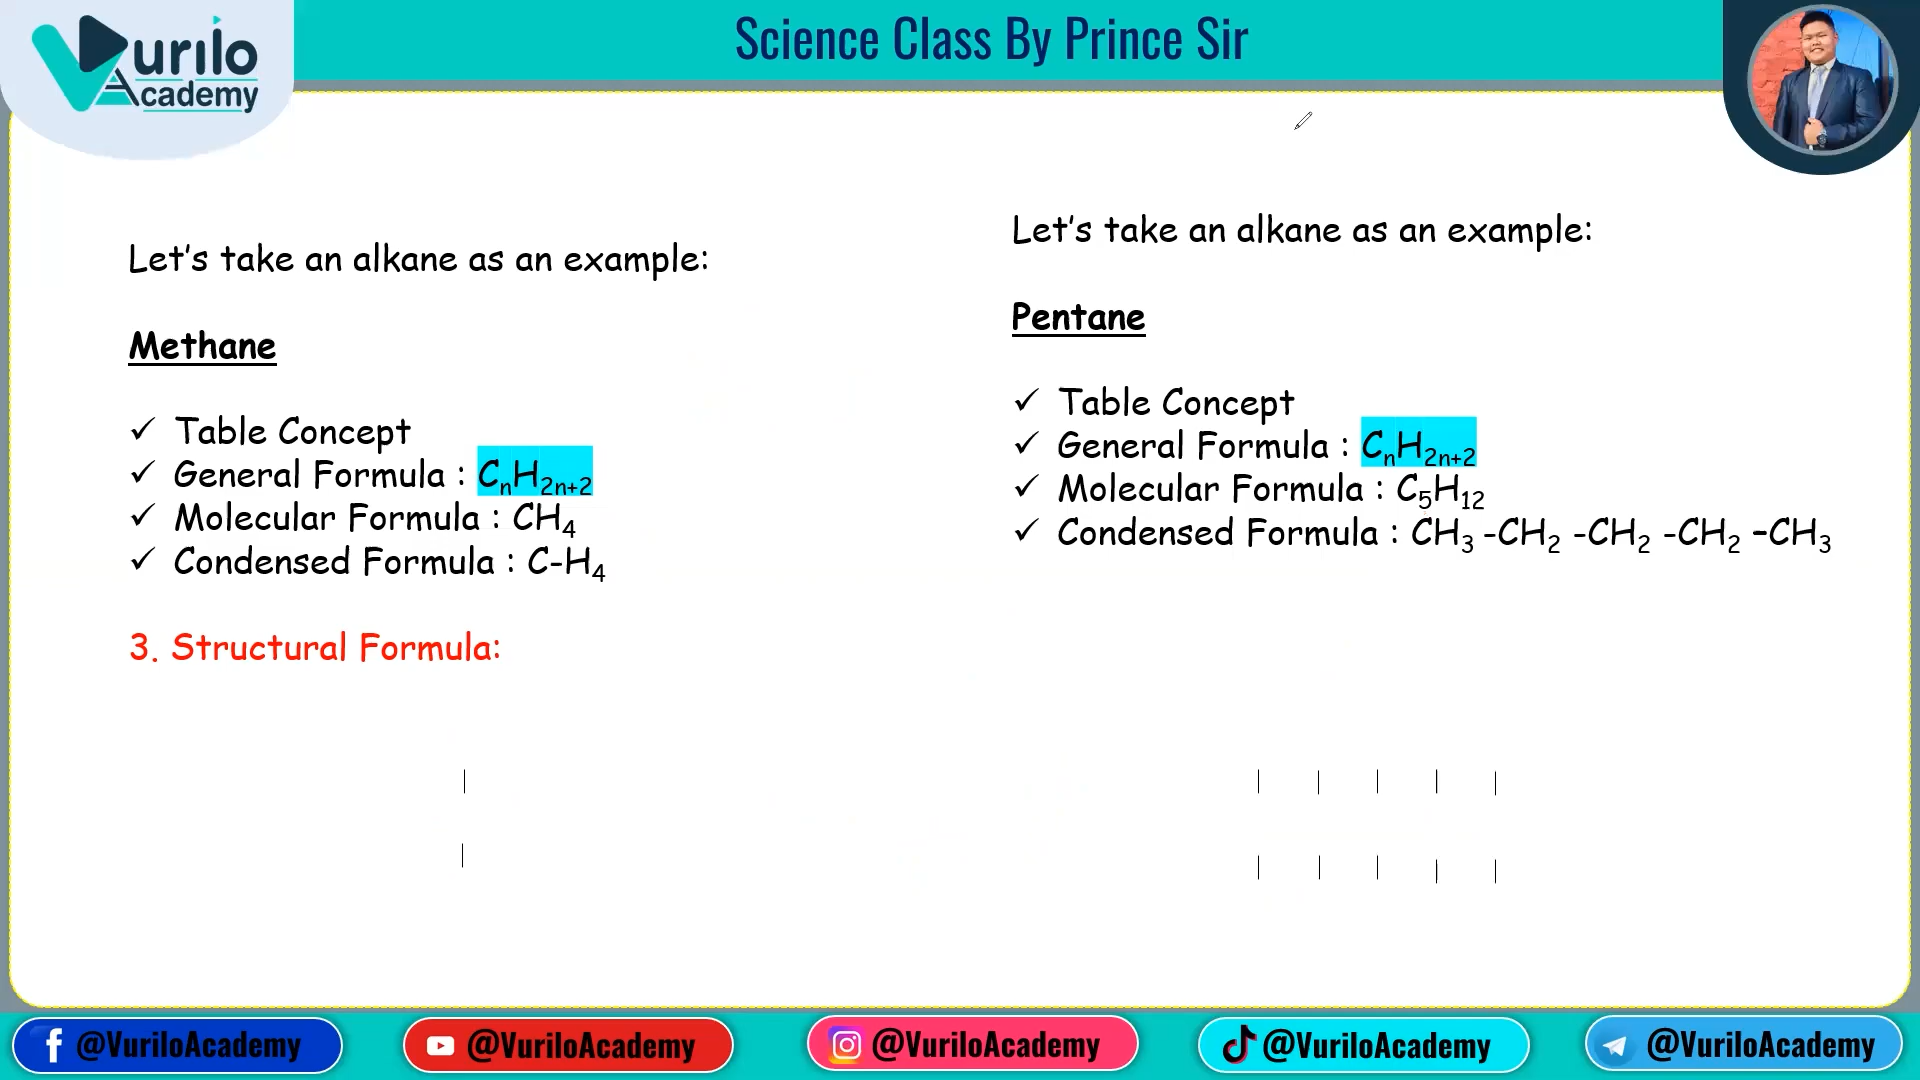 Vurilo
Academy
Science Class By Prince Sir
Let's take an alkane as an example:
Methane
✓ Table Concept
✓ General Formula : CₙH₂ₙ₊₂
✓ Molecular Formula : CH₄
✓ Condensed Formula : C-H₄
3. Structural Formula:
Let's take an alkane as an example:
Pentane
✓ Table Concept
✓ General Formula : CₙH₂ₙ₊₂
✓ Molecular Formula : C₅H₁₂
✓ Condensed Formula : CH₃ -CH₂ -CH₂ -CH₂ –CH₃
@VuriloAcademy
@VuriloAcademy
@VuriloAcademy
@VuriloAcademy
@VuriloAcademy